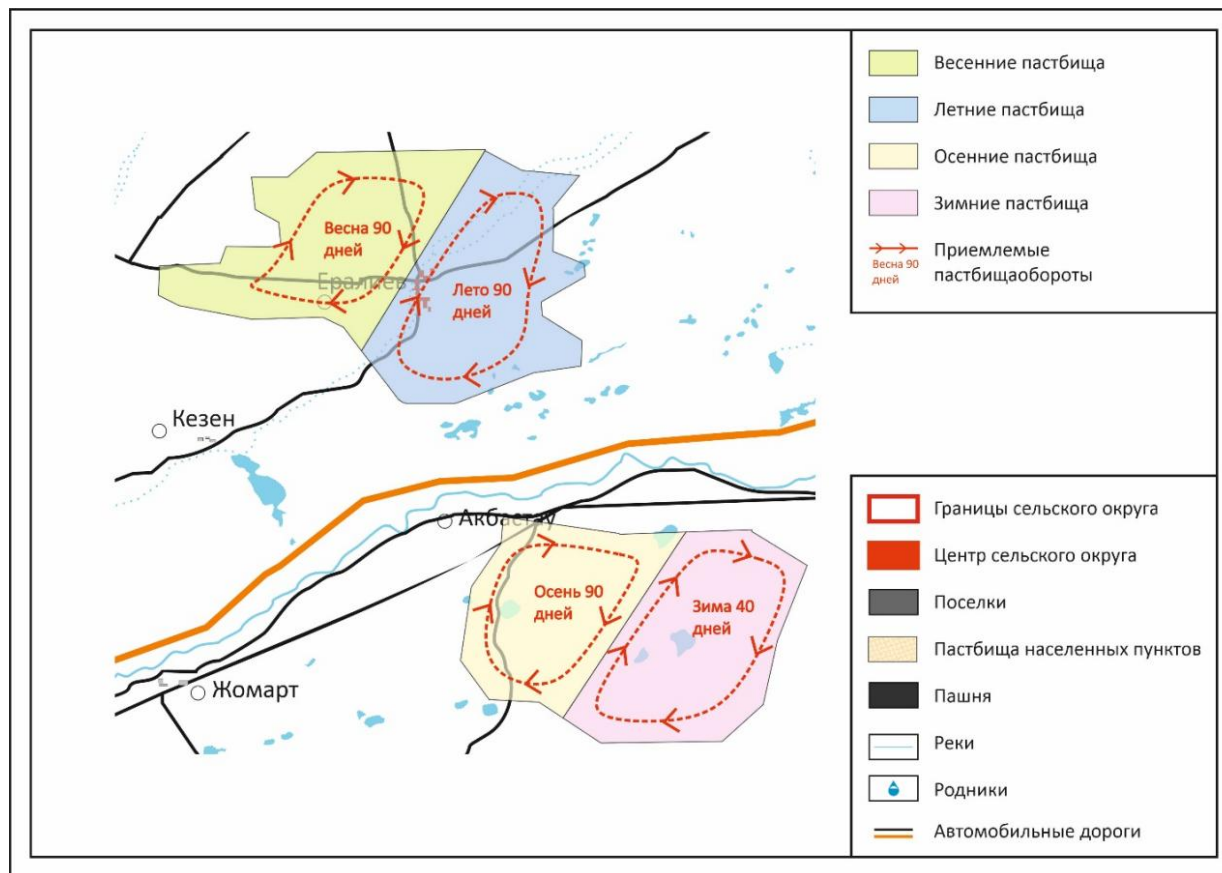 Весна 90
дней
Ералиев
Лето 90
дней
Кезен
Акбастау
Осень 90
дней
Зима 40
дней
Жомарт
Весенние пастбища
Летние пастбища
Осенние пастбища
Зимние пастбища
Весна 90
дней
Приемлемые
пастбищаобороты
Границы сельского округа
Центр сельского округа
Поселки
Пастбища населенных пунктов
Пашня
Реки
Родники
Автомобильные дороги